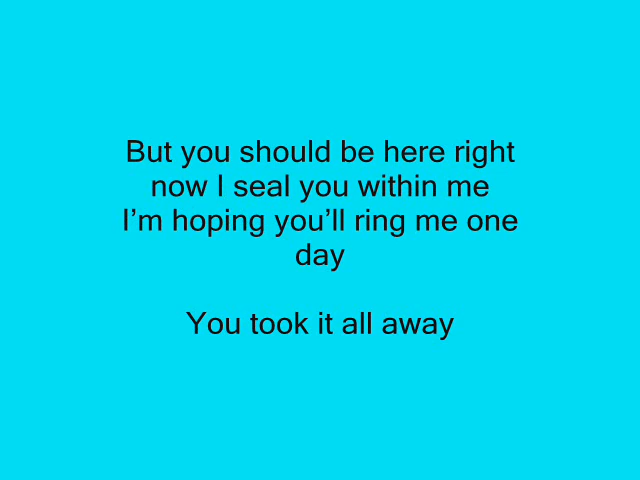 But you should be here right
now I seal you within me
I’m hoping you’ll ring me one
day
You took it all away